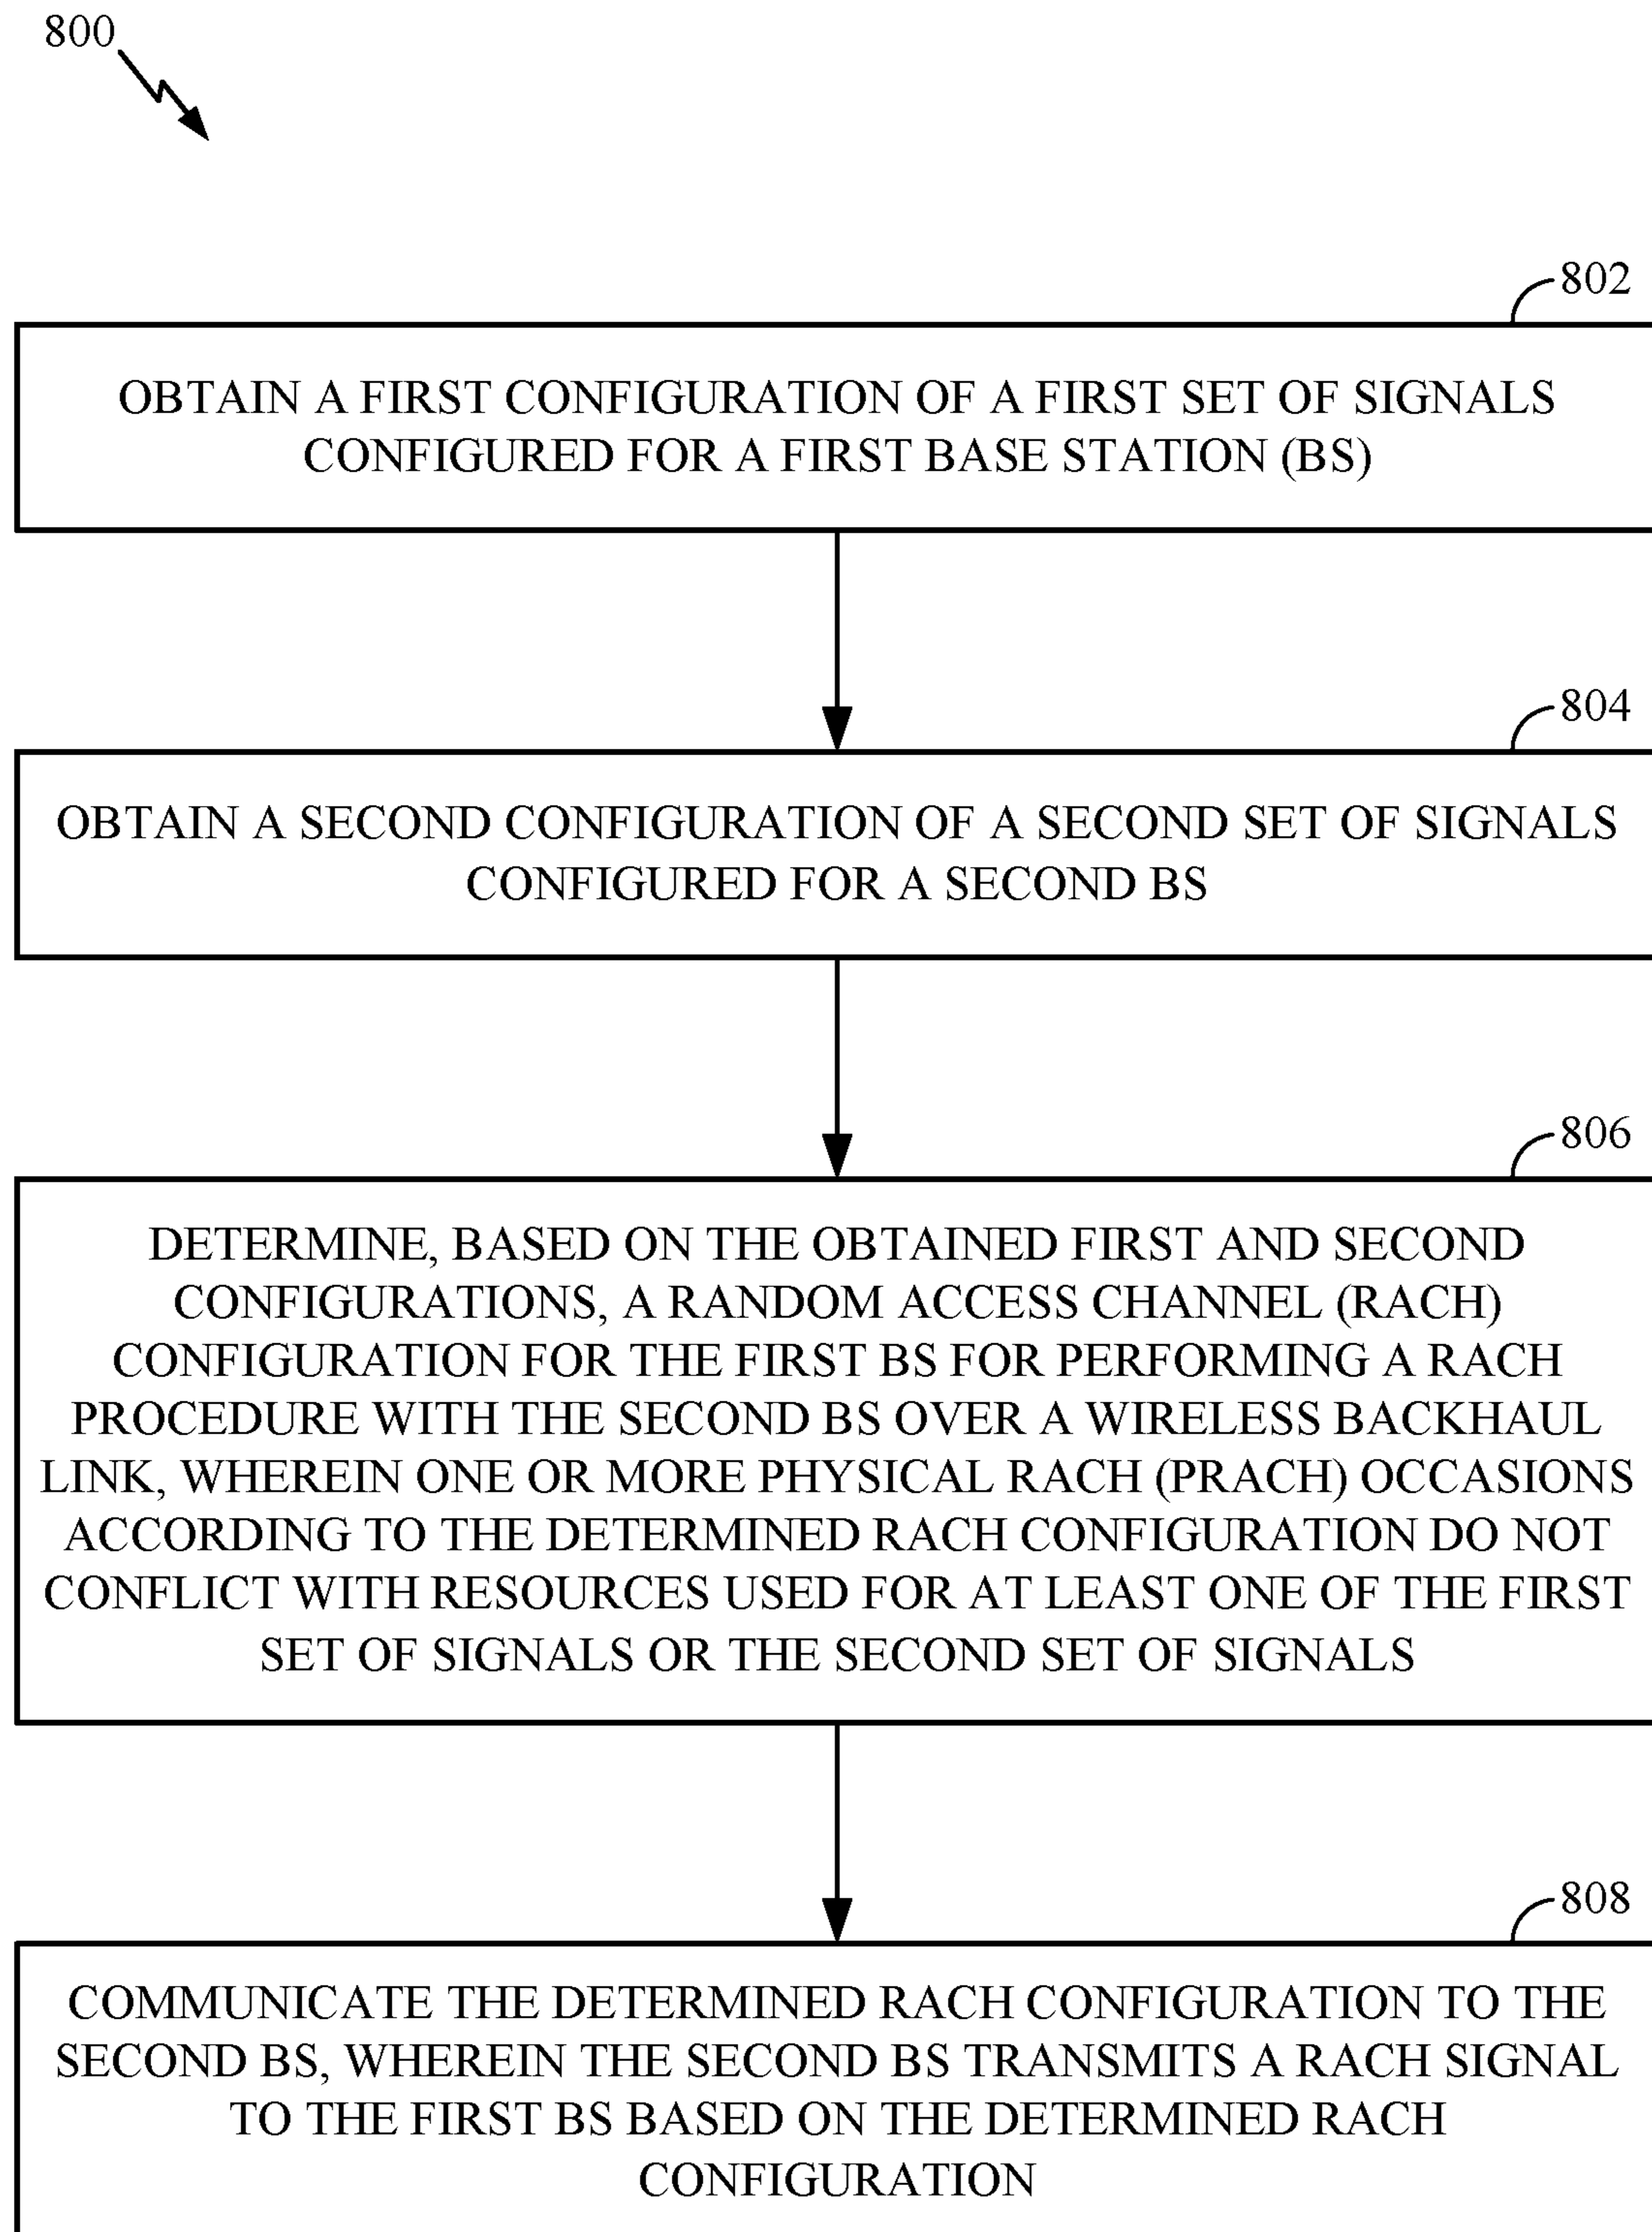 800
802
OBTAIN A FIRST CONFIGURATION OF A FIRST SET OF SIGNALS
CONFIGURED FOR A FIRST BASE STATION (BS)
804
OBTAIN A SECOND CONFIGURATION OF A SECOND SET OF SIGNALS
CONFIGURED FOR A SECOND BS
806
DETERMINE, BASED ON THE OBTAINED FIRST AND SECOND
CONFIGURATIONS, A RANDOM ACCESS CHANNEL (RACH)
CONFIGURATION FOR THE FIRST BS FOR PERFORMING A RACH
PROCEDURE WITH THE SECOND BS OVER A WIRELESS BACKHAUL
LINK, WHEREIN ONE OR MORE PHYSICAL RACH (PRACH) OCCASIONS
ACCORDING TO THE DETERMINED RACH CONFIGURATION DO NOT
CONFLICT WITH RESOURCES USED FOR AT LEAST ONE OF THE FIRST
SET OF SIGNALS OR THE SECOND SET OF SIGNALS
808
COMMUNICATE THE DETERMINED RACH CONFIGURATION TO THE
SECOND BS, WHEREIN THE SECOND BS TRANSMITS A RACH SIGNAL
TO THE FIRST BS BASED ON THE DETERMINED RACH
CONFIGURATION